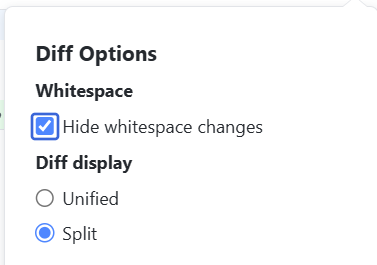 Diff Options
Whitespace
Hide whitespace changes
Diff display
Unified
Split